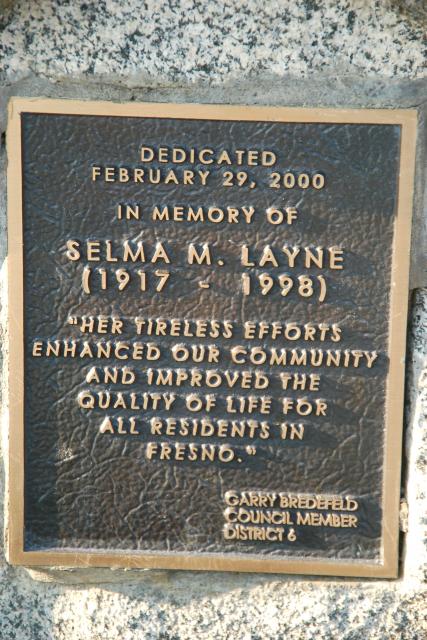 DEDICATED
FEBRUARY 29, 2000
IN MEMORY OF
SELMA M. LAYNE
(1917 - 1998)
"HER TIRELESS EFFORTS
ENHANCED OUR COMMUNITY
AND IMPROVED THE
QUALITY OF LIFE FOR
ALL RESIDENTS IN
FRESNO."
GARRY BREDEFELD
COUNCIL MEMBER
DISTRICT 6